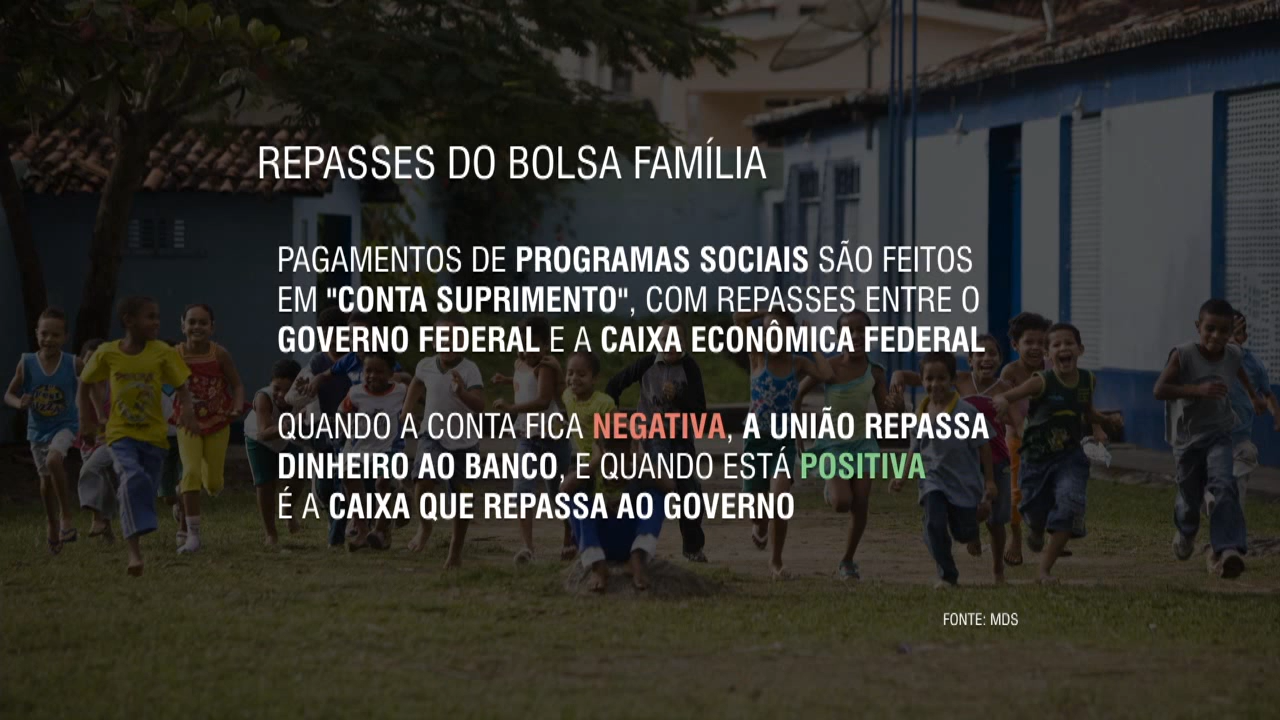 REPASSES DO BOLSA FAMÍLIA
PAGAMENTOS DE PROGRAMAS SOCIAIS SÃO FEITOS
EM "CONTA SUPRIMENTO", COM REPASSES ENTRE O
GOVERNO FEDERAL E A CAIXA ECONÔMICA FEDERAL
QUANDO A CONTA FICA NEGATIVA, A UNIÃO REPASSA
DINHEIRO AO BANCO, E QUANDO ESTÁ POSITIVA
É A CAIXA QUE REPASSA AO GOVERNO
FONTE: MDS